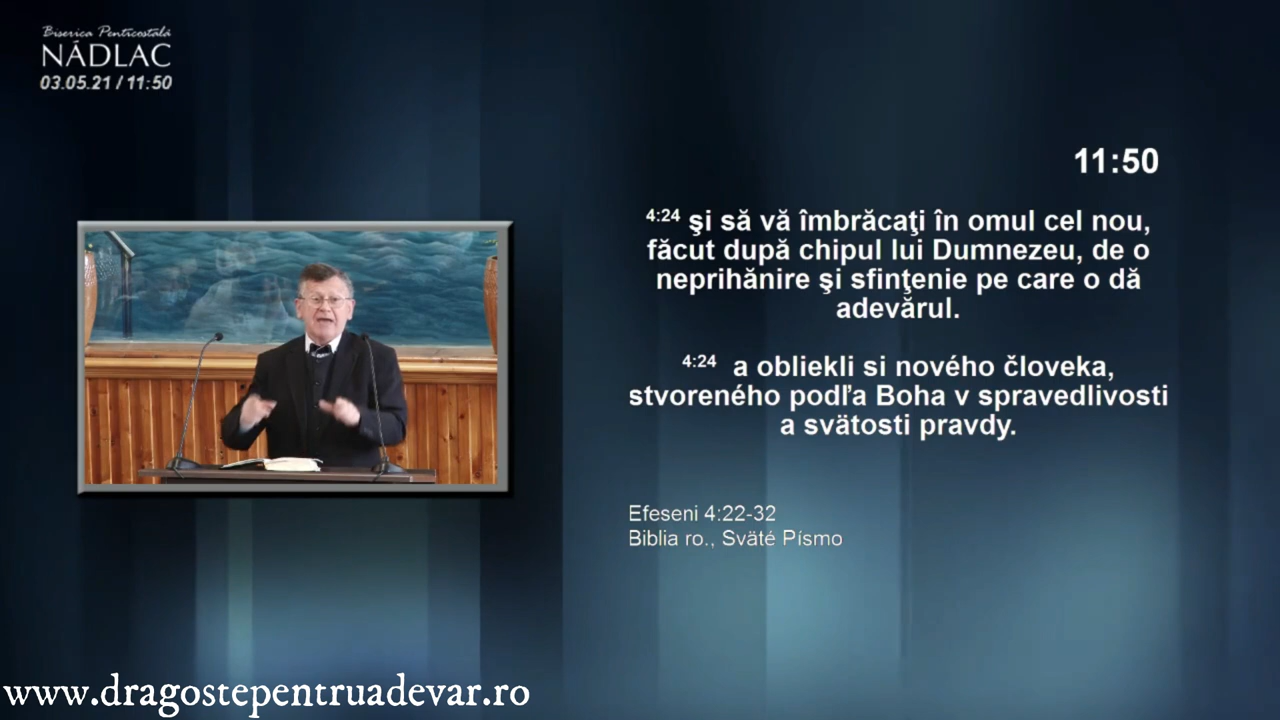 Biserica Penticostală
NĂDLAC
03.05.21 / 11:50
11:50
4:24 şi să vă îmbrăcaţi în omul cel nou,
făcut după chipul lui Dumnezeu, de o
neprihănire şi sfinţenie pe care o dă
adevărul.
4:24 a obliekli si nového človeka,
stvoreného podľa Boha v spravedlivosti
a svätosti pravdy.
Efeseni 4:22-32
Biblia ro., Sväté Písmo
www.dragostepentruadevar.ro